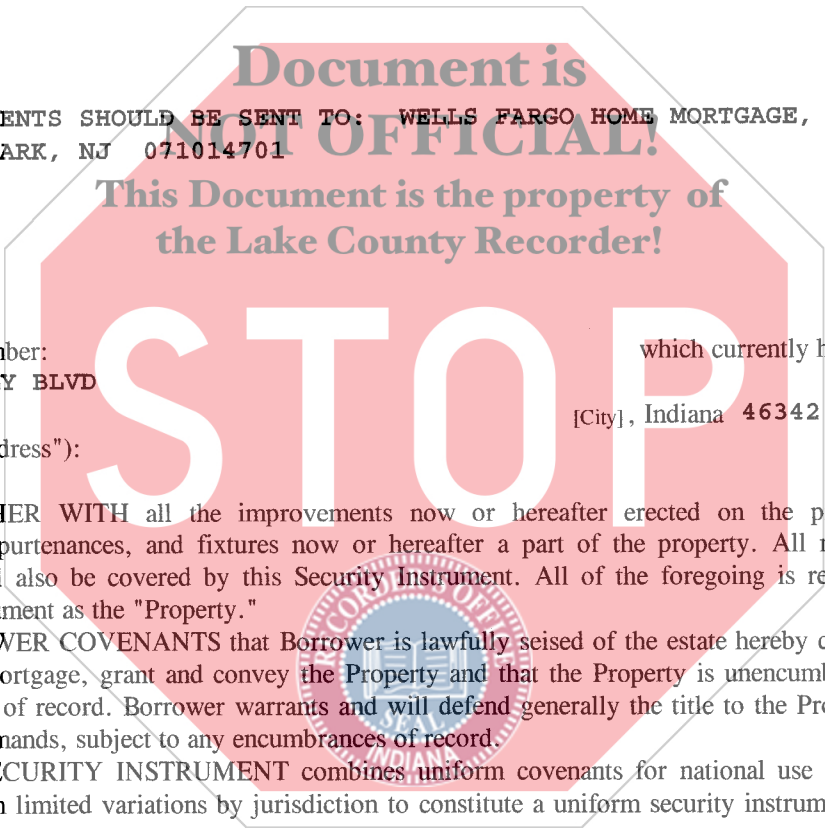 Document is
ENTS SHOULD BE SENT TO: WELLS FARGO HOME MORTGAGE,
NOT OFFICIAL!
ARK, NJ 071014701
This Document is the property of
the Lake County Recorder!
STOP
ber: which currently h
Y BLVD
[City], Indiana 46342
dress"):
HER WITH all the improvements now or hereafter erected on the p
purtenances, and fixtures now or hereafter a part of the property. All r
also be covered by this Security Instrument. All of the foregoing is re
ment as the "Property."
WER COVENANTS that Borrower is lawfully seised of the estate hereby c
ortgage, grant and convey the Property and that the Property is unencumb
of record. Borrower warrants and will defend generally the title to the Pro
mands, subject to any encumbrances of record.
ECURITY INSTRUMENT combines uniform covenants for national use
limited variations by jurisdiction to constitute a uniform security instrum
RECORDER'S OFFICE
SEAL
INDIANA